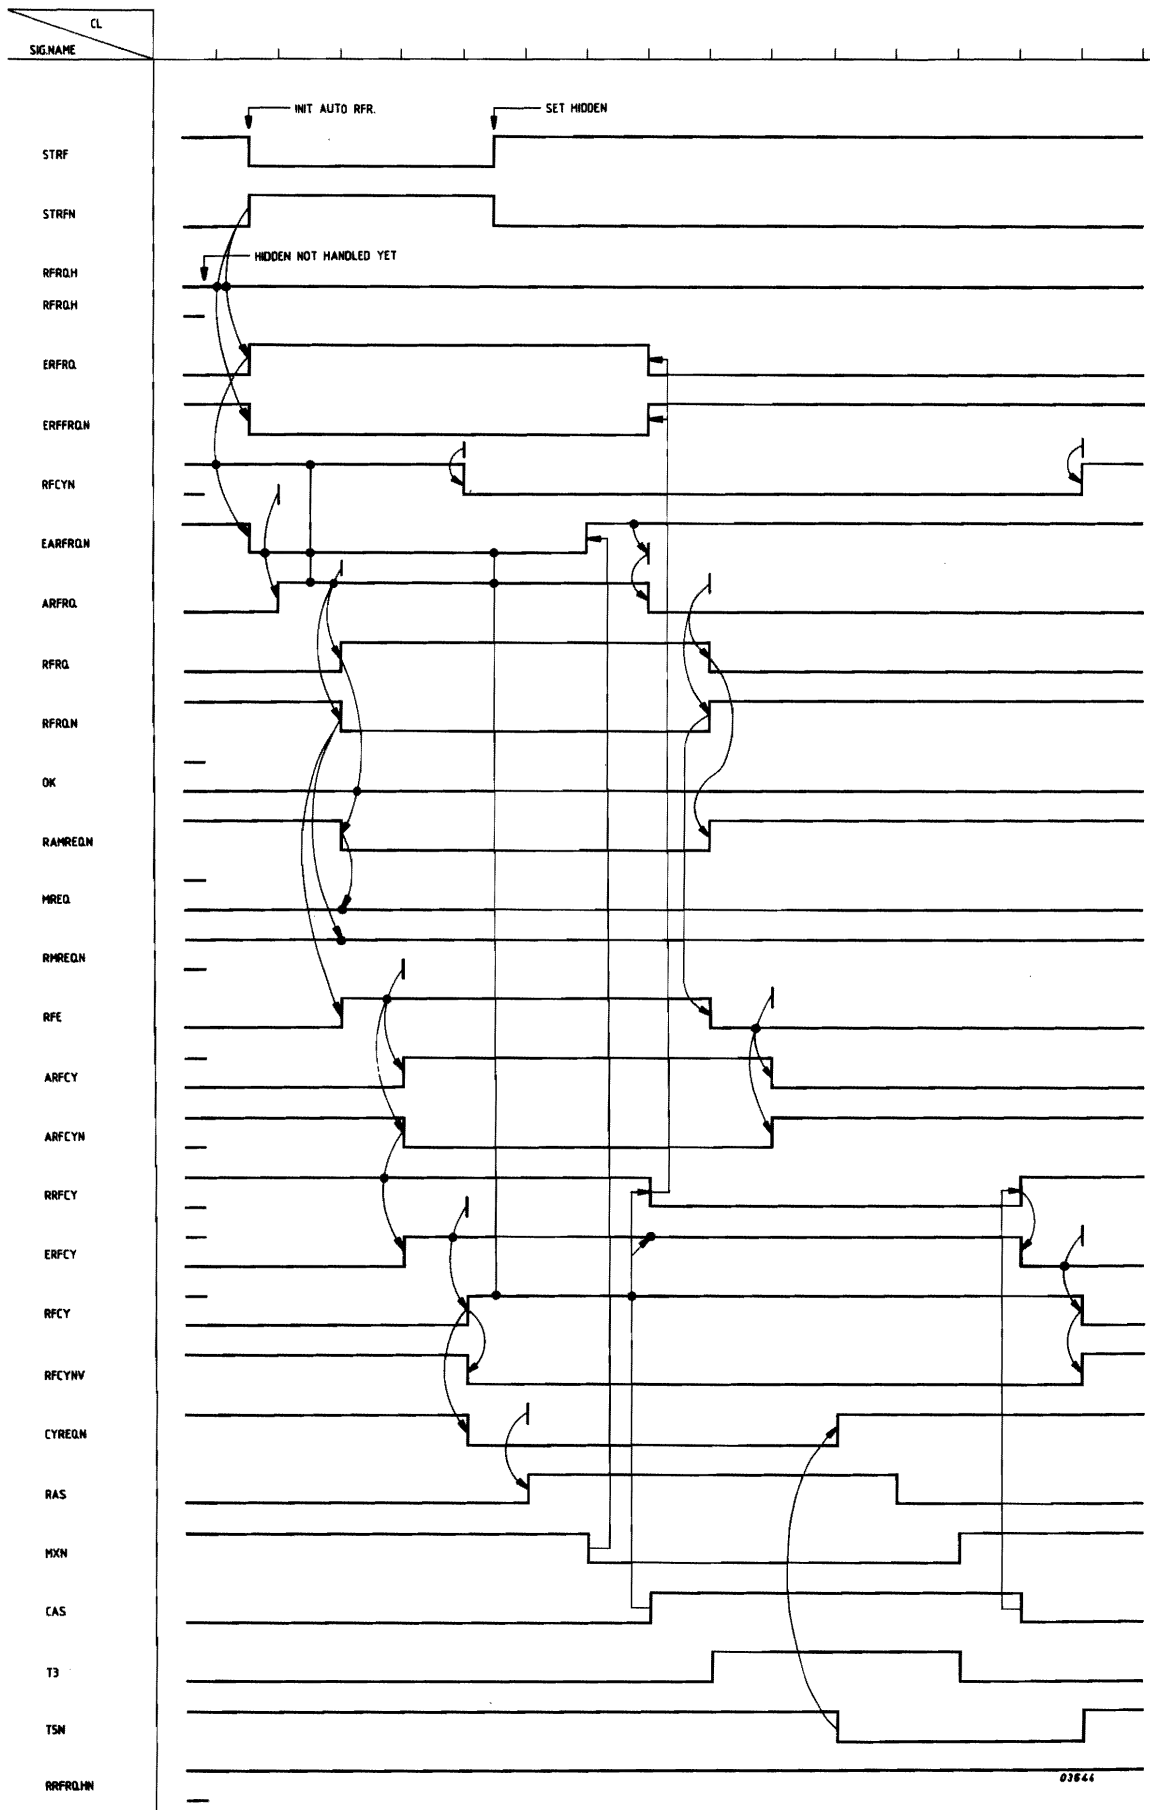 CL
SIG.NAME
INIT AUTO RFR.
SET HIDDEN
STRF
STRFN
HIDDEN NOT HANDLED YET
RFRQ.H
RFRQ.H
ERFRQ.
ERFFRQ.N
RFCYN
EARFRQ.N
ARFRQ.
RFRQ.
RFRQ.N
OK
RAMREQ.N
MREQ.
RMREQ.N
RFE
ARFCY
ARFCYN
RRFCY
ERFCY
RFCY
RFCYNV
CYREQ.N
RAS
MXN
CAS
T3
T5N
RRFRQ.HN
03644